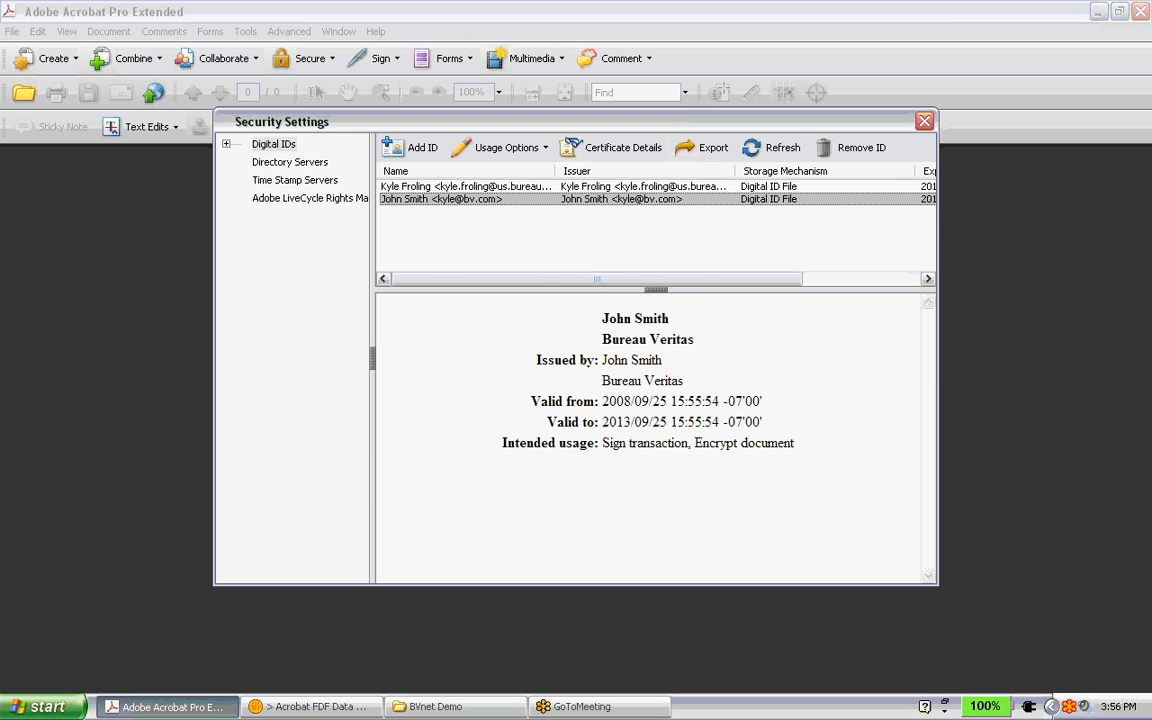 Adobe Acrobat Pro Extended
File Edit View Document Comments Forms Tools Advanced Window Help
Create Combine Collaborate Secure Sign Forms Multimedia Comment
0 / 0 100% Find
Sticky Note Text Edits
Security Settings
Digital IDs
Directory Servers
Time Stamp Servers
Adobe LiveCycle Rights Ma
Add ID Usage Options Certificate Details Export Refresh Remove ID
Name Issuer Storage Mechanism Exp
Kyle Froling <kyle.froling@us.bureau... Kyle Froling <kyle.froling@us.burea... Digital ID File 201
John Smith <kyle@bv.com> John Smith <kyle@bv.com> Digital ID File 201
John Smith
Bureau Veritas
Issued by: John Smith
Bureau Veritas
Valid from: 2008/09/25 15:55:54 -07'00'
Valid to: 2013/09/25 15:55:54 -07'00'
Intended usage: Sign transaction, Encrypt document
start Adobe Acrobat Pro E... > Acrobat FDF Data ... BVnet Demo GoToMeeting 100% 3:56 PM